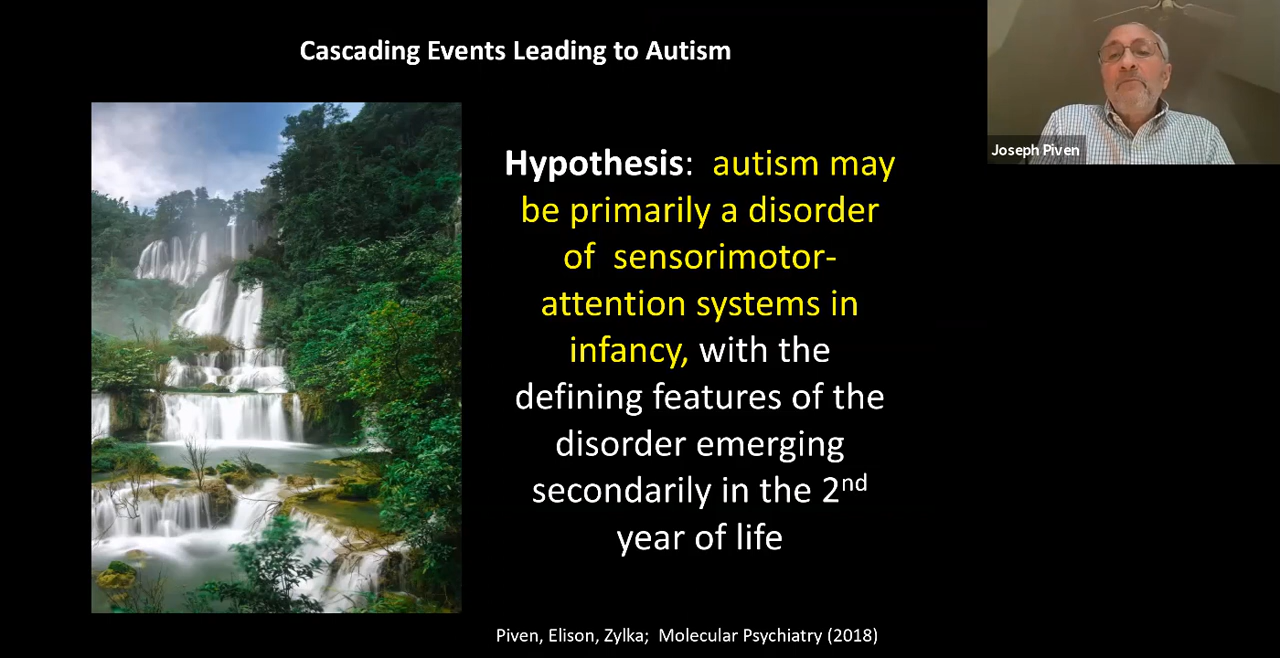 Cascading Events Leading to Autism
Joseph Piven
Hypothesis: autism may
be primarily a disorder
of sensorimotor-
attention systems in
infancy, with the
defining features of the
disorder emerging
secondarily in the 2nd
year of life
Piven, Elison, Zylka; Molecular Psychiatry (2018)